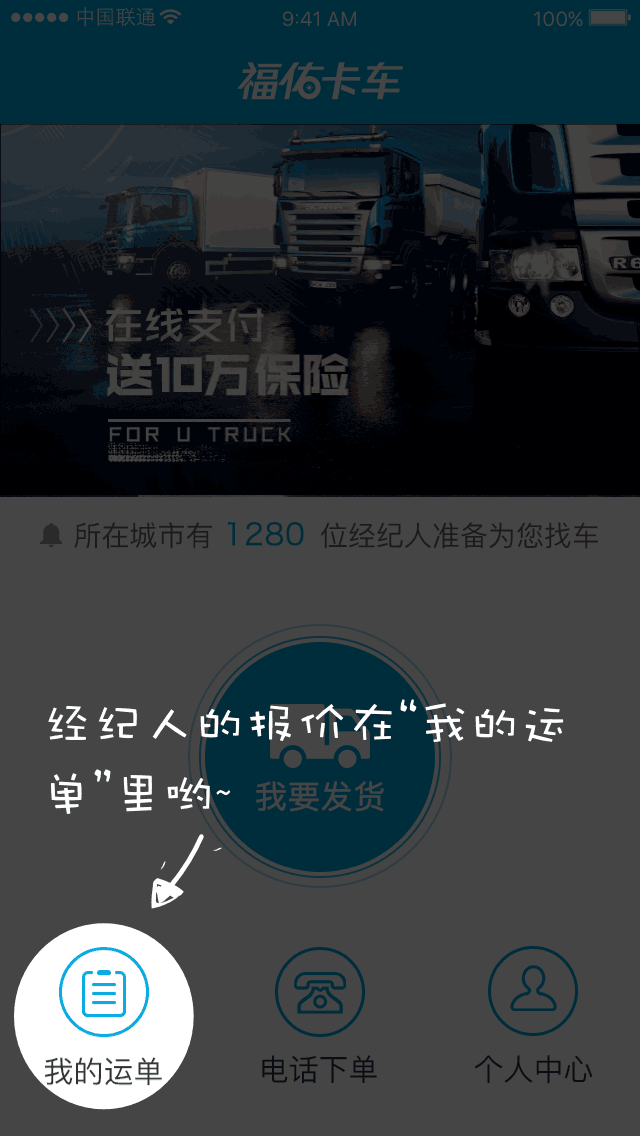 中国联通 9:41 AM 100%
福佑卡车
R6
在线支付
送10万保险
FOR U TRUCK
所在城市有 1280 位经纪人准备为您找车
经纪人的报价在“我的运
单”里哟~
我要发货
我的运单 电话下单 个人中心